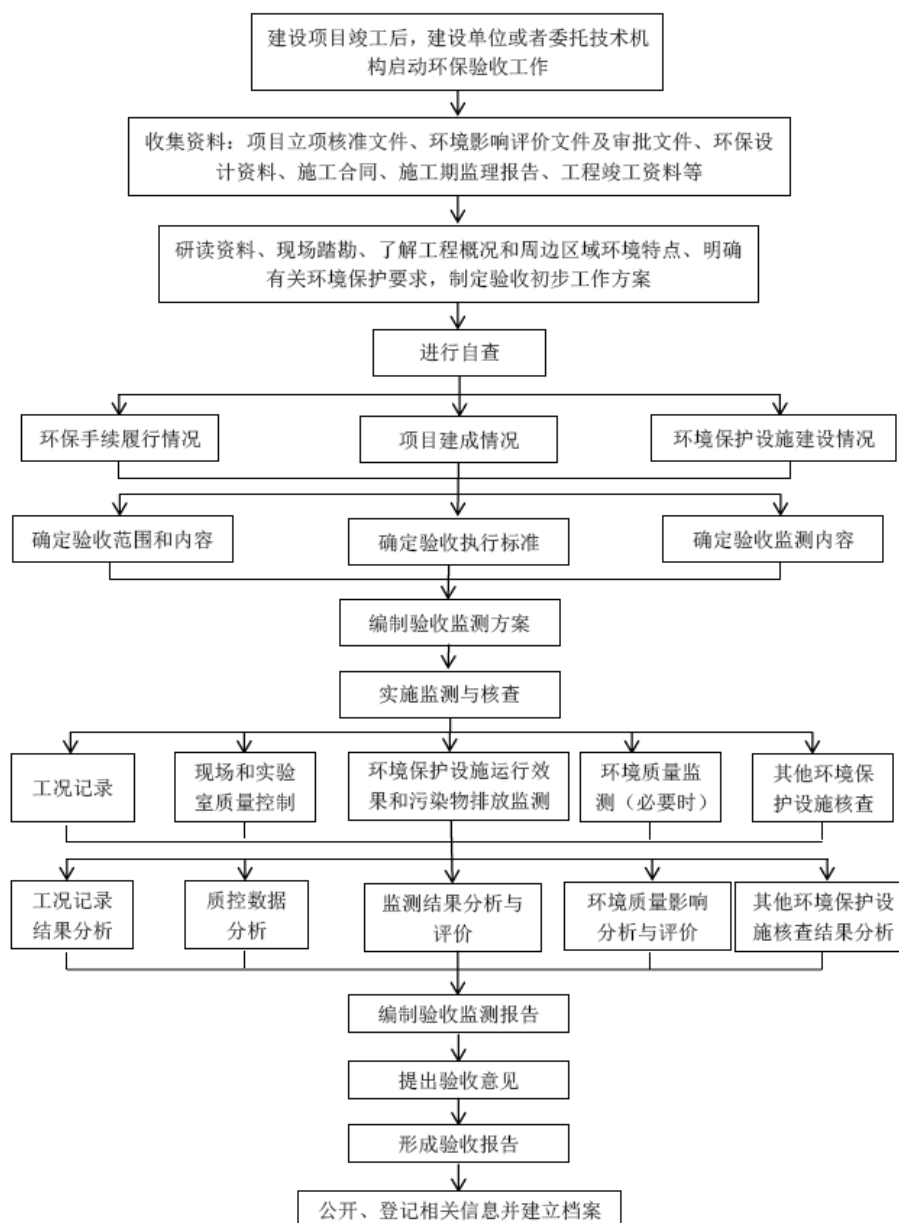 建设项目竣工后，建设单位或者委托技术机
构启动环保验收工作
收集资料：项目立项核准文件、环境影响评价文件及审批文件、环保设
计资料、施工合同、施工期监理报告、工程竣工资料等
研读资料、现场踏勘、了解工程概况和周边区域环境特点、明确
有关环境保护要求，制定验收初步工作方案
进行自查
环保手续履行情况
项目建成情况
环境保护设施建设情况
确定验收范围和内容
确定验收执行标准
确定验收监测内容
编制验收监测方案
实施监测与核查
工况记录
现场和实验
室质量控制
环境保护设施运行效
果和污染物排放监测
环境质量监
测（必要时）
其他环境保
护设施核查
工况记录
结果分析
质控数据
分析
监测结果分析与
评价
环境质量影响
分析与评价
其他环境保护设
施核查结果分析
编制验收监测报告
提出验收意见
形成验收报告
公开、登记相关信息并建立档案